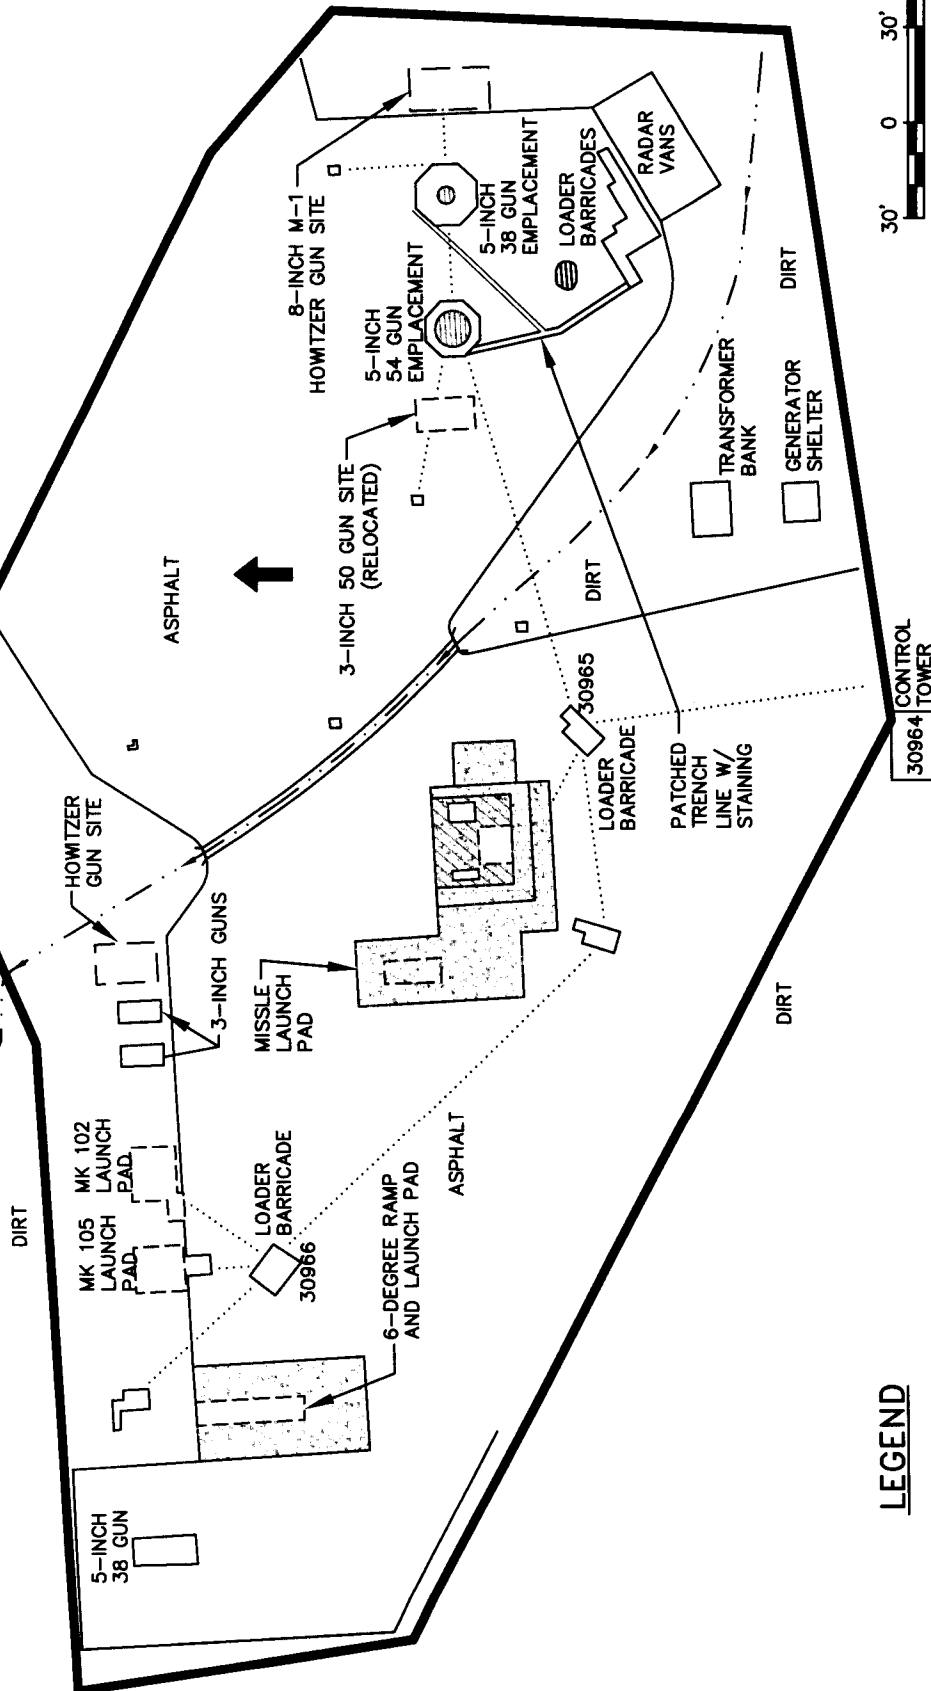 DIRT
5-INCH
38 GUN
MK 105
LAUNCH
PAD
MK 102
LAUNCH
PAD
LOADER
BARRICADE
30966
6-DEGREE RAMP
AND LAUNCH PAD
ASPHALT
3-INCH GUNS
HOWITZER
GUN SITE
MISSLE
LAUNCH
PAD
ASPHALT
3-INCH 50 GUN SITE
(RELOCATED)
8-INCH M-1
HOWITZER GUN SITE
5-INCH
54 GUN
EMPLACEMENT
5-INCH
38 GUN
EMPLACEMENT
LOADER
BARRICADES
RADAR
VANS
DIRT
DIRT
TRANSFORMER
BANK
GENERATOR
SHELTER
30965
LOADER
BARRICADE
PATCHED
TRENCH
LINE W/
STAINING
DIRT
30964
CONTROL
TOWER
LEGEND
30' 0 30'